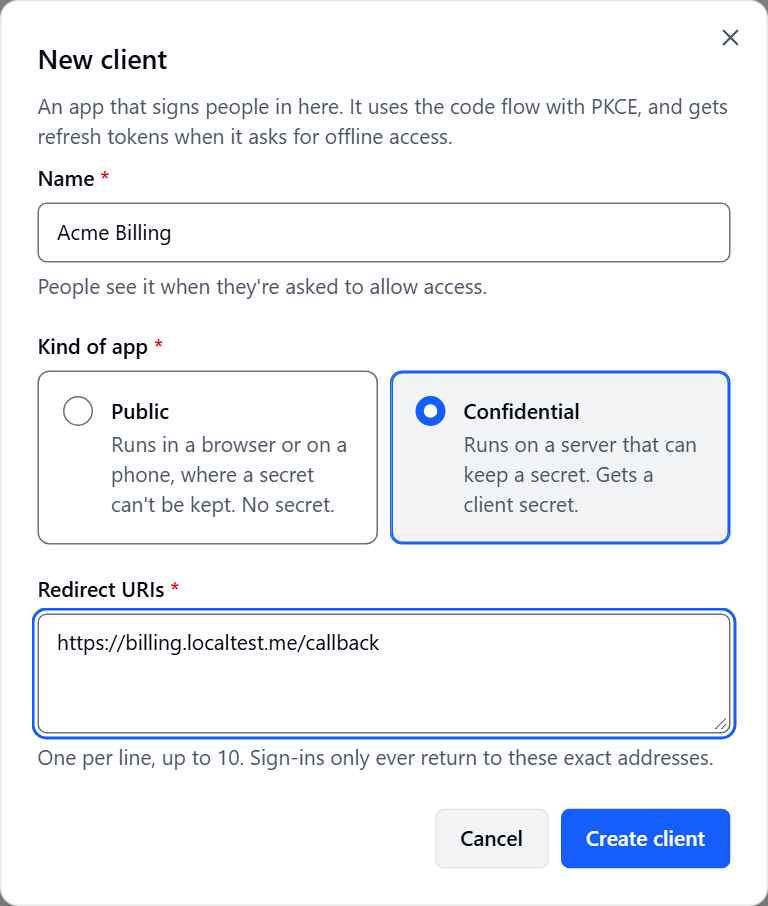 New client
An app that signs people in here. It uses the code flow with PKCE, and gets
refresh tokens when it asks for offline access.
Name *
Acme Billing
People see it when they're asked to allow access.
Kind of app *
Public
Runs in a browser or on a
phone, where a secret
can't be kept. No secret.
Confidential
Runs on a server that can
keep a secret. Gets a
client secret.
Redirect URIs *
https://billing.localtest.me/callback
One per line, up to 10. Sign-ins only ever return to these exact addresses.
Cancel
Create client